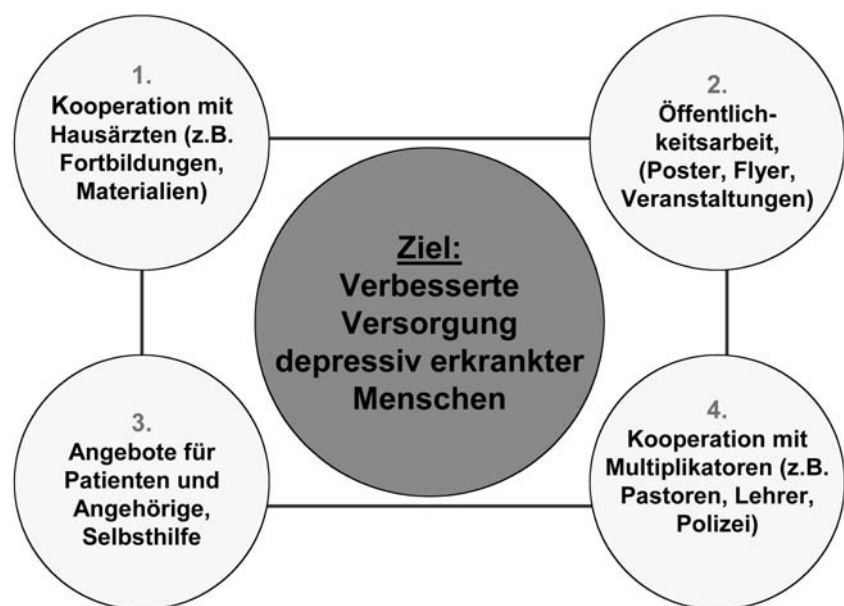 1.
Kooperation mit
Hausärzten (z.B.
Fortbildungen,
Materialien)
2.
Öffentlich-
keitsarbeit,
(Poster, Flyer,
Veranstaltungen)
Ziel:
Verbesserte
Versorgung
depressiv erkrankter
Menschen
3.
Angebote für
Patienten und
Angehörige,
Selbsthilfe
4.
Kooperation mit
Multiplikatoren (z.B.
Pastoren, Lehrer,
Polizei)